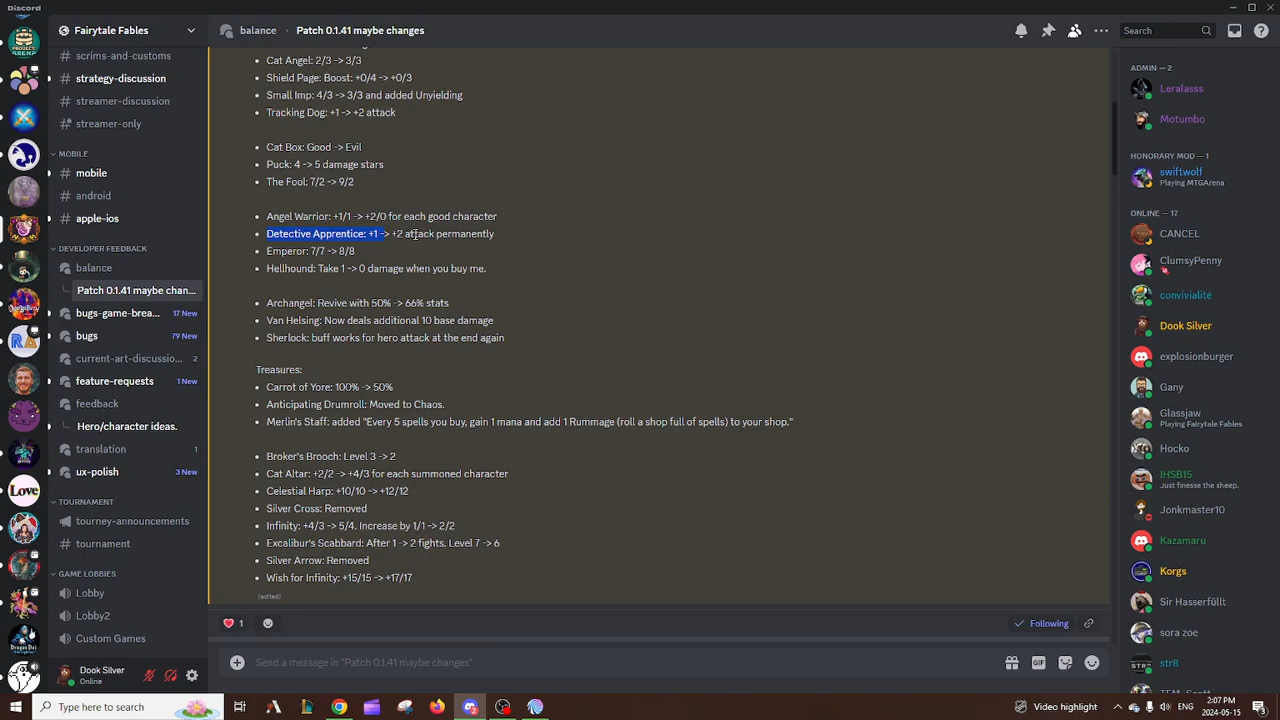 Discord
Fairytale Fables
balance
Patch 0.1.41 maybe changes
Search
scrims-and-customs
strategy-discussion
streamer-discussion
streamer-only
MOBILE
mobile
android
apple-ios
DEVELOPER FEEDBACK
balance
Patch 0.1.41 maybe chan...
bugs-game-brea...
17 New
bugs
79 New
current-art-discussio...
2
feature-requests
1 New
feedback
Hero/character ideas.
translation
1
ux-polish
3 New
TOURNAMENT
tourney-announcements
tournament
GAME LOBBIES
Lobby
Lobby2
Custom Games
Dook Silver
Online
Cat Angel: 2/3 -> 3/3
Shield Page: Boost: +0/4 -> +0/3
Small Imp: 4/3 -> 3/3 and added Unyielding
Tracking Dog: +1 -> +2 attack
Cat Box: Good -> Evil
Puck: 4 -> 5 damage stars
The Fool: 7/2 -> 9/2
Angel Warrior: +1/1 -> +2/0 for each good character
Detective Apprentice: +1 -> +2 attack permanently
Emperor: 7/7 -> 8/8
Hellhound: Take 1 -> 0 damage when you buy me.
Archangel: Revive with 50% -> 66% stats
Van Helsing: Now deals additional 10 base damage
Sherlock: buff works for hero attack at the end again
Treasures:
Carrot of Yore: 100% -> 50%
Anticipating Drumroll: Moved to Chaos.
Merlin's Staff: added "Every 5 spells you buy, gain 1 mana and add 1 Rummage (roll a shop full of spells) to your shop."
Broker's Brooch: Level 3 -> 2
Cat Altar: +2/2 -> +4/3 for each summoned character
Celestial Harp: +10/10 -> +12/12
Silver Cross: Removed
Infinity: +4/3 -> 5/4. Increase by 1/1 -> 2/2
Excalibur's Scabbard: After 1 -> 2 fights. Level 7 -> 6
Silver Arrow: Removed
Wish for Infinity: +15/15 -> +17/17
(edited)
1
Following
Send a message in "Patch 0.1.41 maybe changes"
GIF
ADMIN — 2
Leralasss
Motumbo
HONORARY MOD — 1
swiftwolf
Playing MTGArena
ONLINE — 17
CANCEL
ClumsyPenny
convivialité
Dook Silver
explosionburger
Gany
Glassjaw
Playing Fairytale Fables
Hocko
IHSB15
Just finesse the sheep.
Jonkmaster10
Kazamaru
Korgs
Sir Hasserfüllt
sora zoe
str8
Love
Type here to search
Video highlight
2:07 PM
2024-05-15